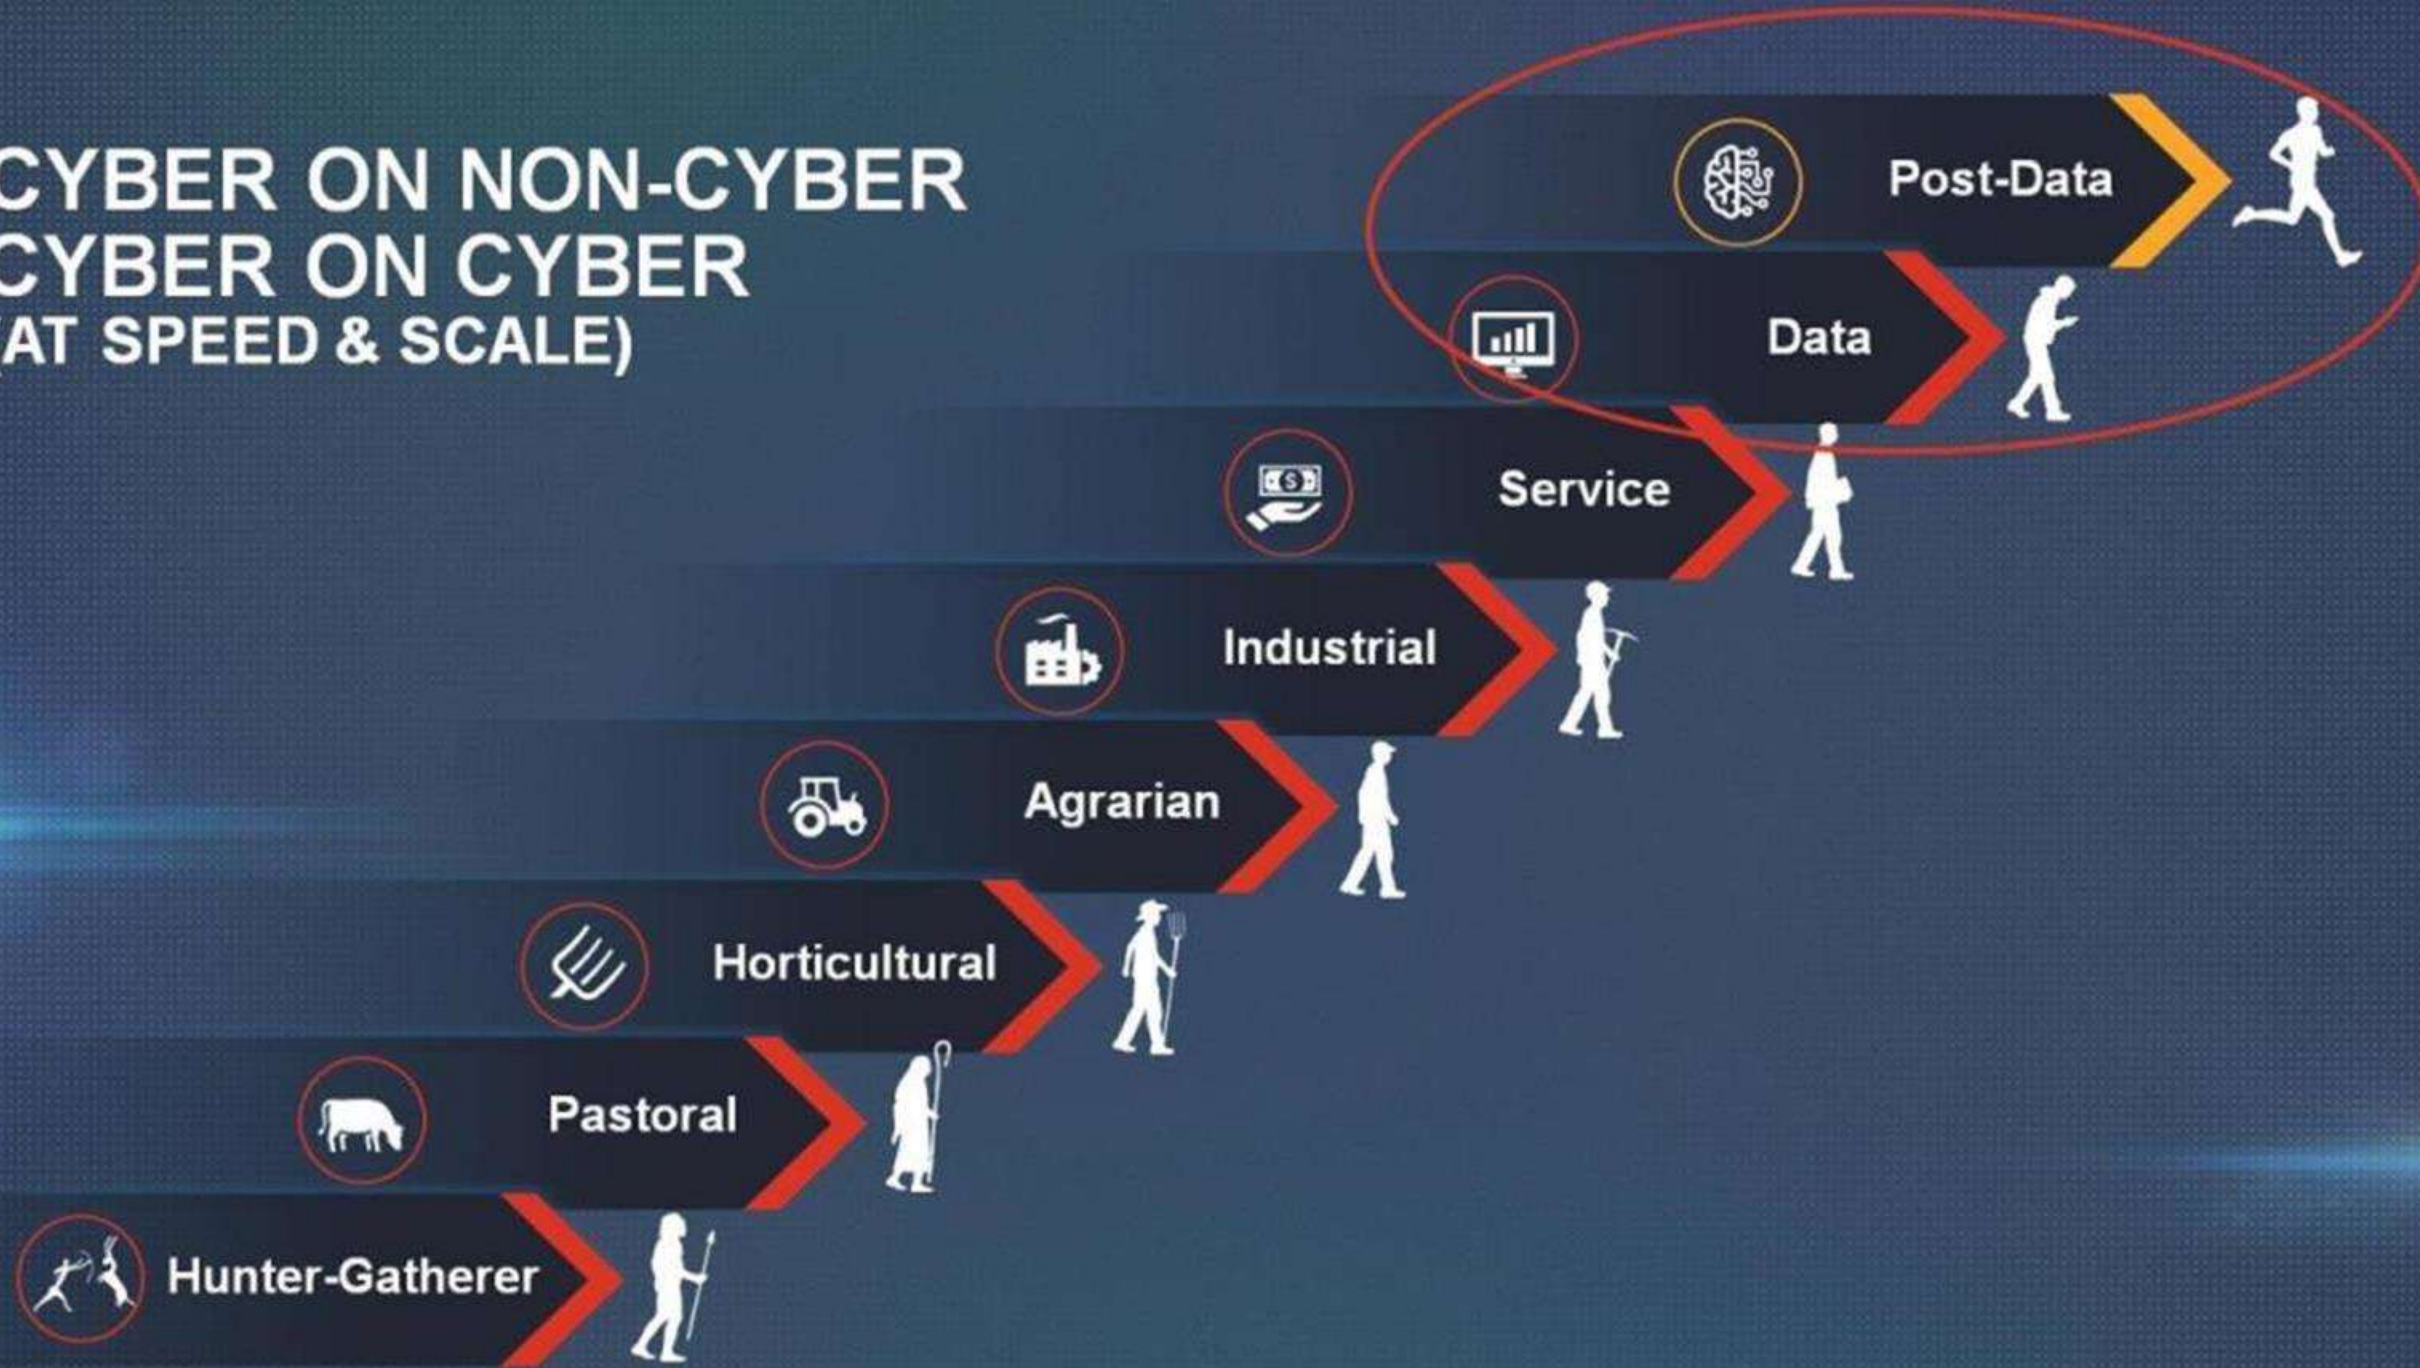 CYBER ON NON-CYBER
CYBER ON CYBER
(AT SPEED & SCALE)
Post-Data
Data
Service
Industrial
Agrarian
Horticultural
Pastoral
Hunter-Gatherer